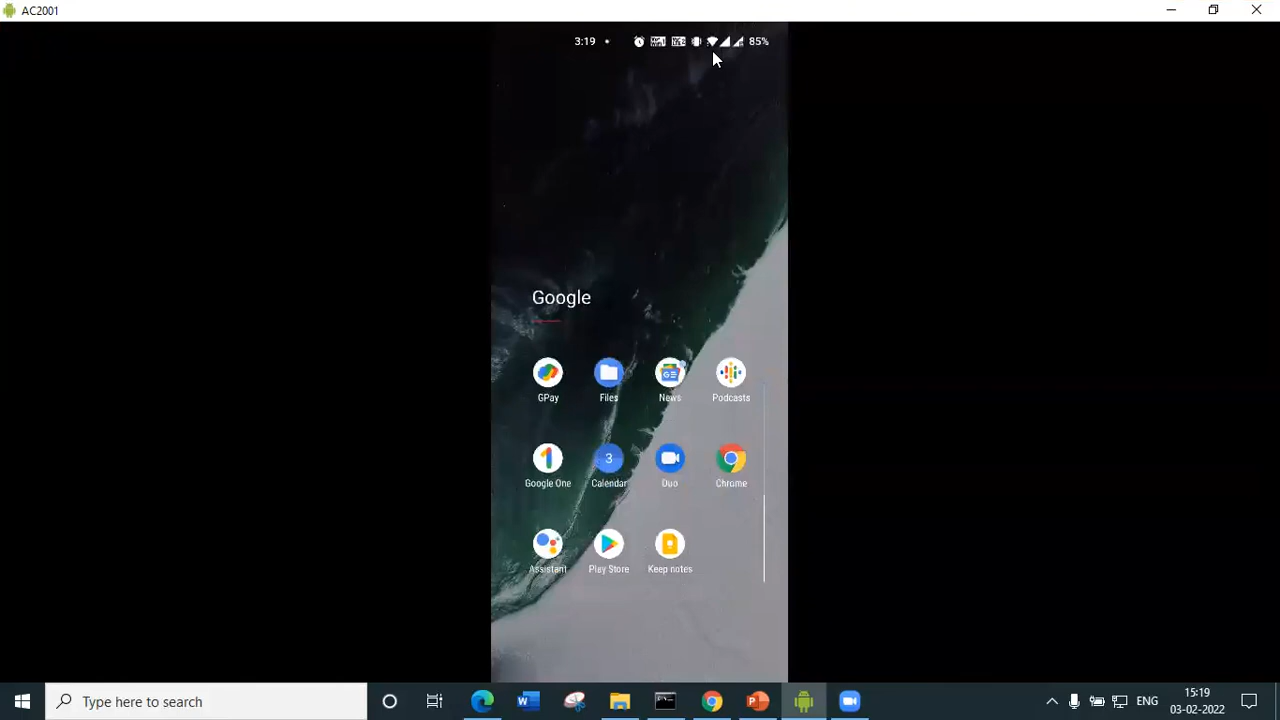 AC2001
3:19
85%
Google
GPay
Files
News
Podcasts
Google One
3
Calendar
Duo
Chrome
Assistant
Play Store
Keep notes
Type here to search
ENG
15:19
03-02-2022